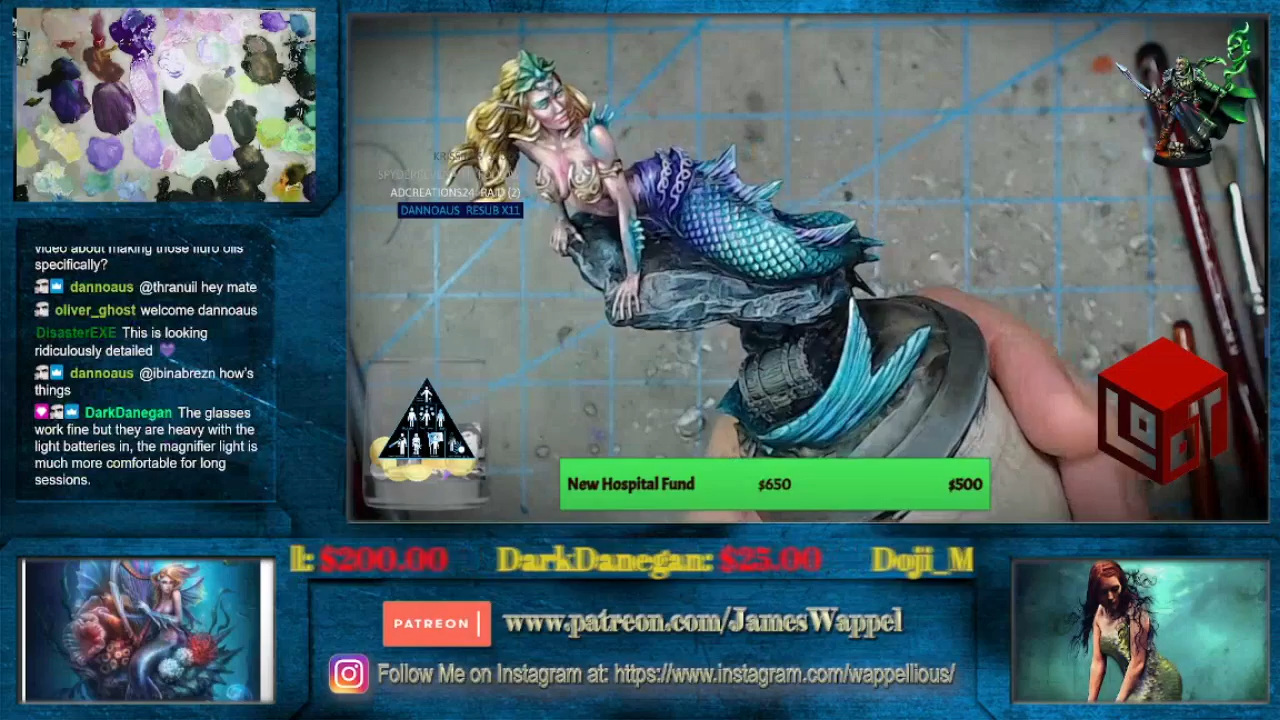 video about making those fluro oils
specifically?
dannoaus @thranuil hey mate
oliver_ghost welcome dannoaus
DisasterEXE This is looking
ridiculously detailed
dannoaus @ibinabrezn how's
things
DarkDanegan The glasses
work fine but they are heavy with the
light batteries in, the magnifier light is
much more comfortable for long
sessions.
ADCREATIONS24 RAID (2)
DANNOAUS RESUB X11
LOOT
New Hospital Fund $650 $500
l: $200.00 DarkDanegan: $25.00 Doji_M
PATREON www.patreon.com/JamesWappel
Follow Me on Instagram at: https://www.instagram.com/wappellious/